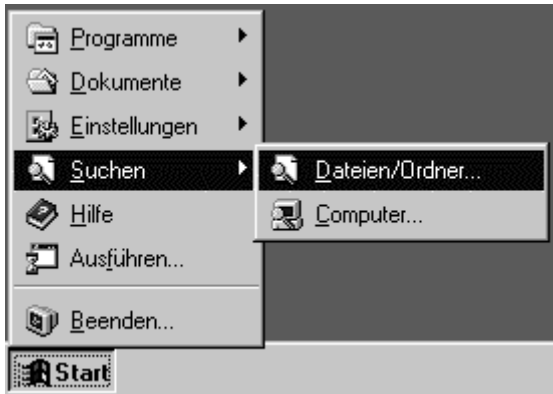 Programme
Dokumente
Einstellungen
Suchen
Dateien/Ordner...
Hilfe
Computer...
Ausführen...
Beenden...
Start